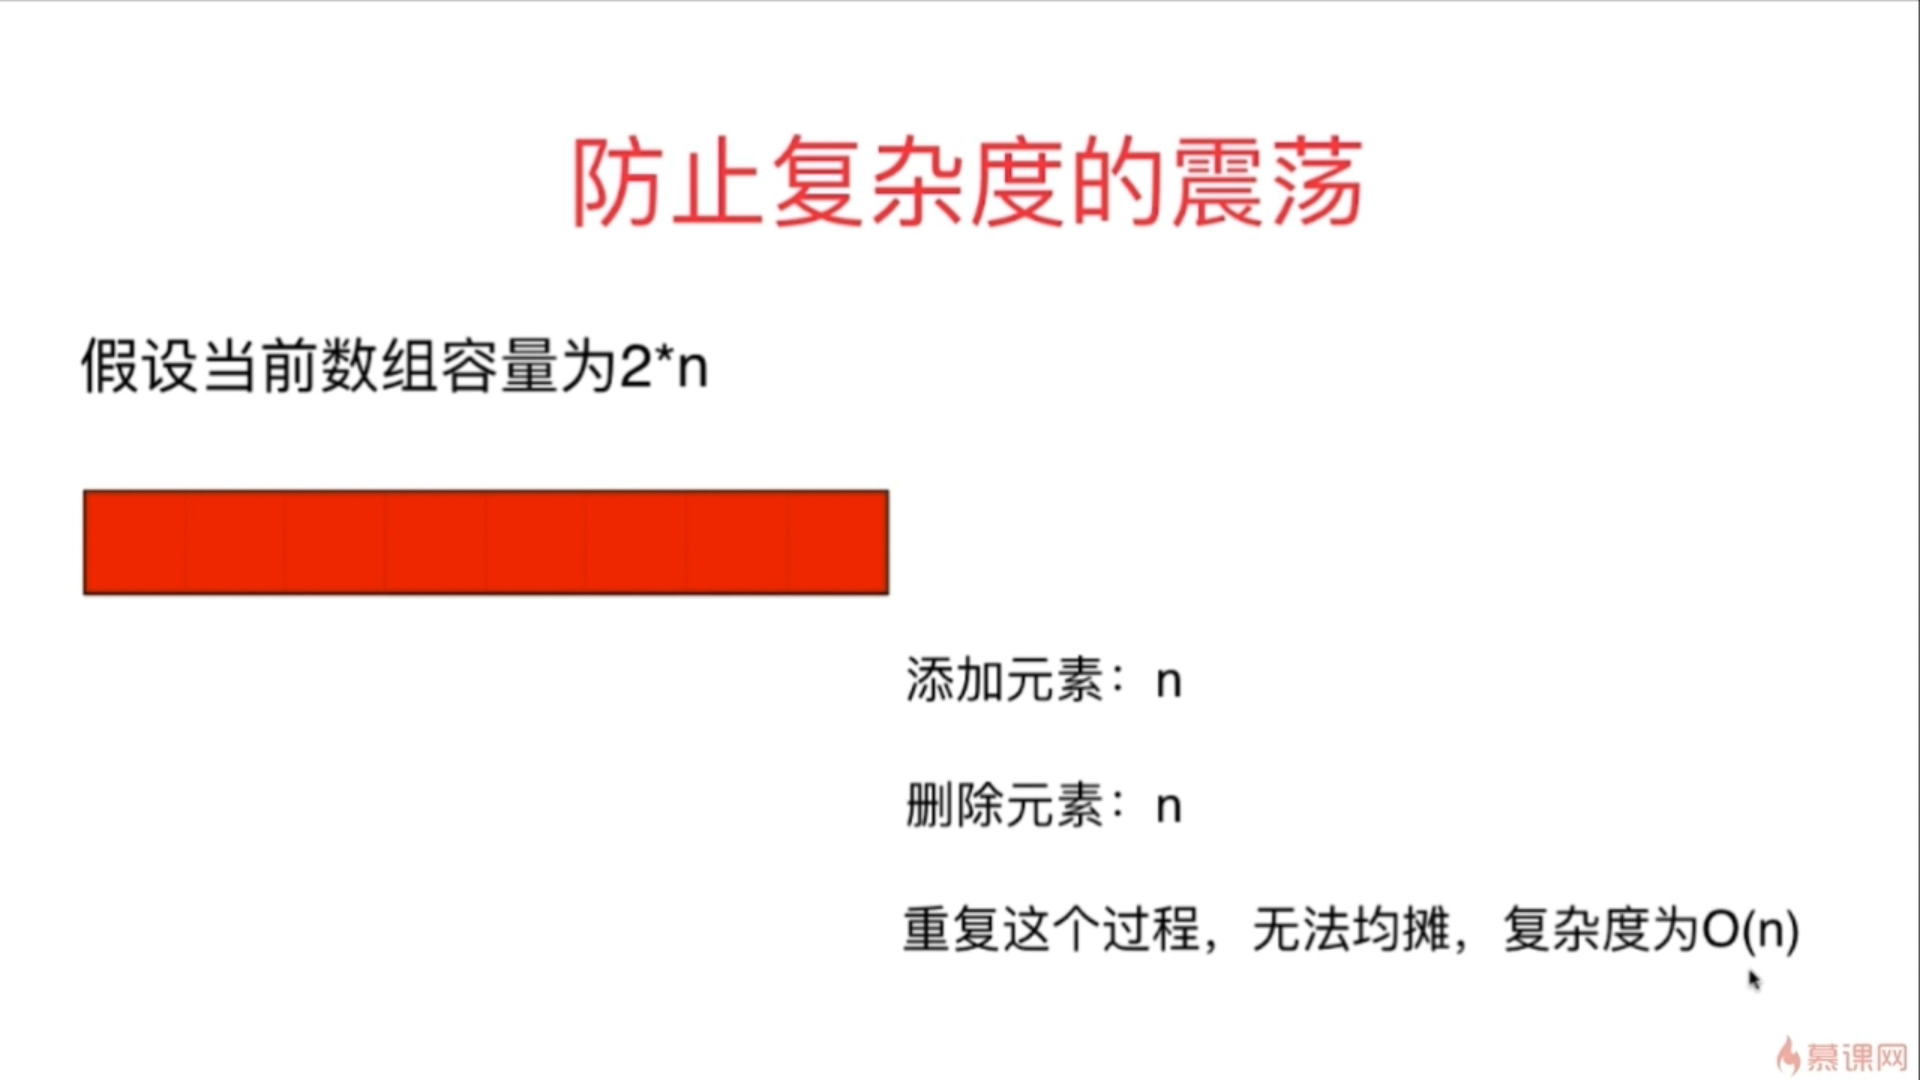 防止复杂度的震荡
假设当前数组容量为2*n
添加元素：n
删除元素：n
重复这个过程，无法均摊，复杂度为O(n)
慕课网